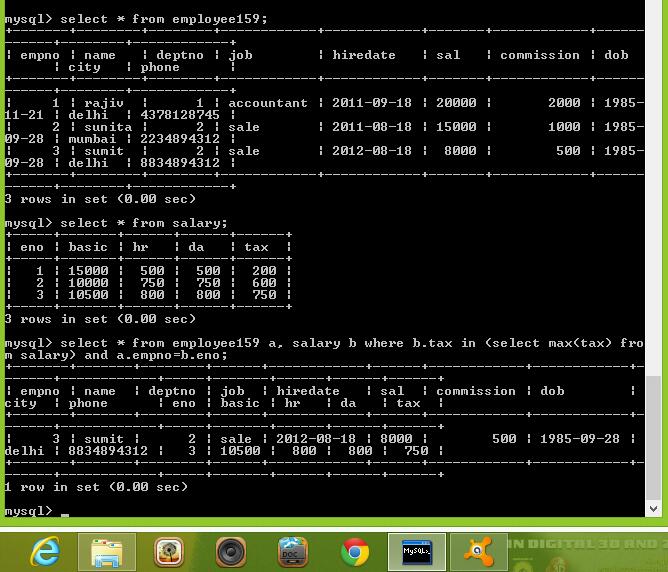 mysql> select * from employee159;
| empno | name | deptno | job | hiredate | sal | commission | dob
| city | phone |
| 1 | rajiv | 1 | accountant | 2011-09-18 | 20000 | 2000 | 1985-
11-21 | delhi | 4378128745 |
| 2 | sunita | 2 | sale | 2011-08-18 | 15000 | 1000 | 1985-
09-28 | mumbai | 2234894312 |
| 3 | sumit | 2 | sale | 2012-08-18 | 8000 | 500 | 1985-
09-28 | delhi | 8834894312 |
3 rows in set (0.00 sec)
mysql> select * from salary;
| eno | basic | hr | da | tax |
| 1 | 15000 | 500 | 500 | 200 |
| 2 | 10000 | 750 | 750 | 600 |
| 3 | 10500 | 800 | 800 | 750 |
3 rows in set (0.00 sec)
mysql> select * from employee159 a, salary b where b.tax in (select max(tax) fro
m salary) and a.empno=b.eno;
| empno | name | deptno | job | hiredate | sal | commission | dob |
city | phone | eno | basic | hr | da | tax |
| 3 | sumit | 2 | sale | 2012-08-18 | 8000 | 500 | 1985-09-28 |
delhi | 8834894312 | 3 | 10500 | 800 | 800 | 750 |
1 row in set (0.00 sec)
mysql> _
DOC
MySQL
IN DIGITAL 3D AND 2